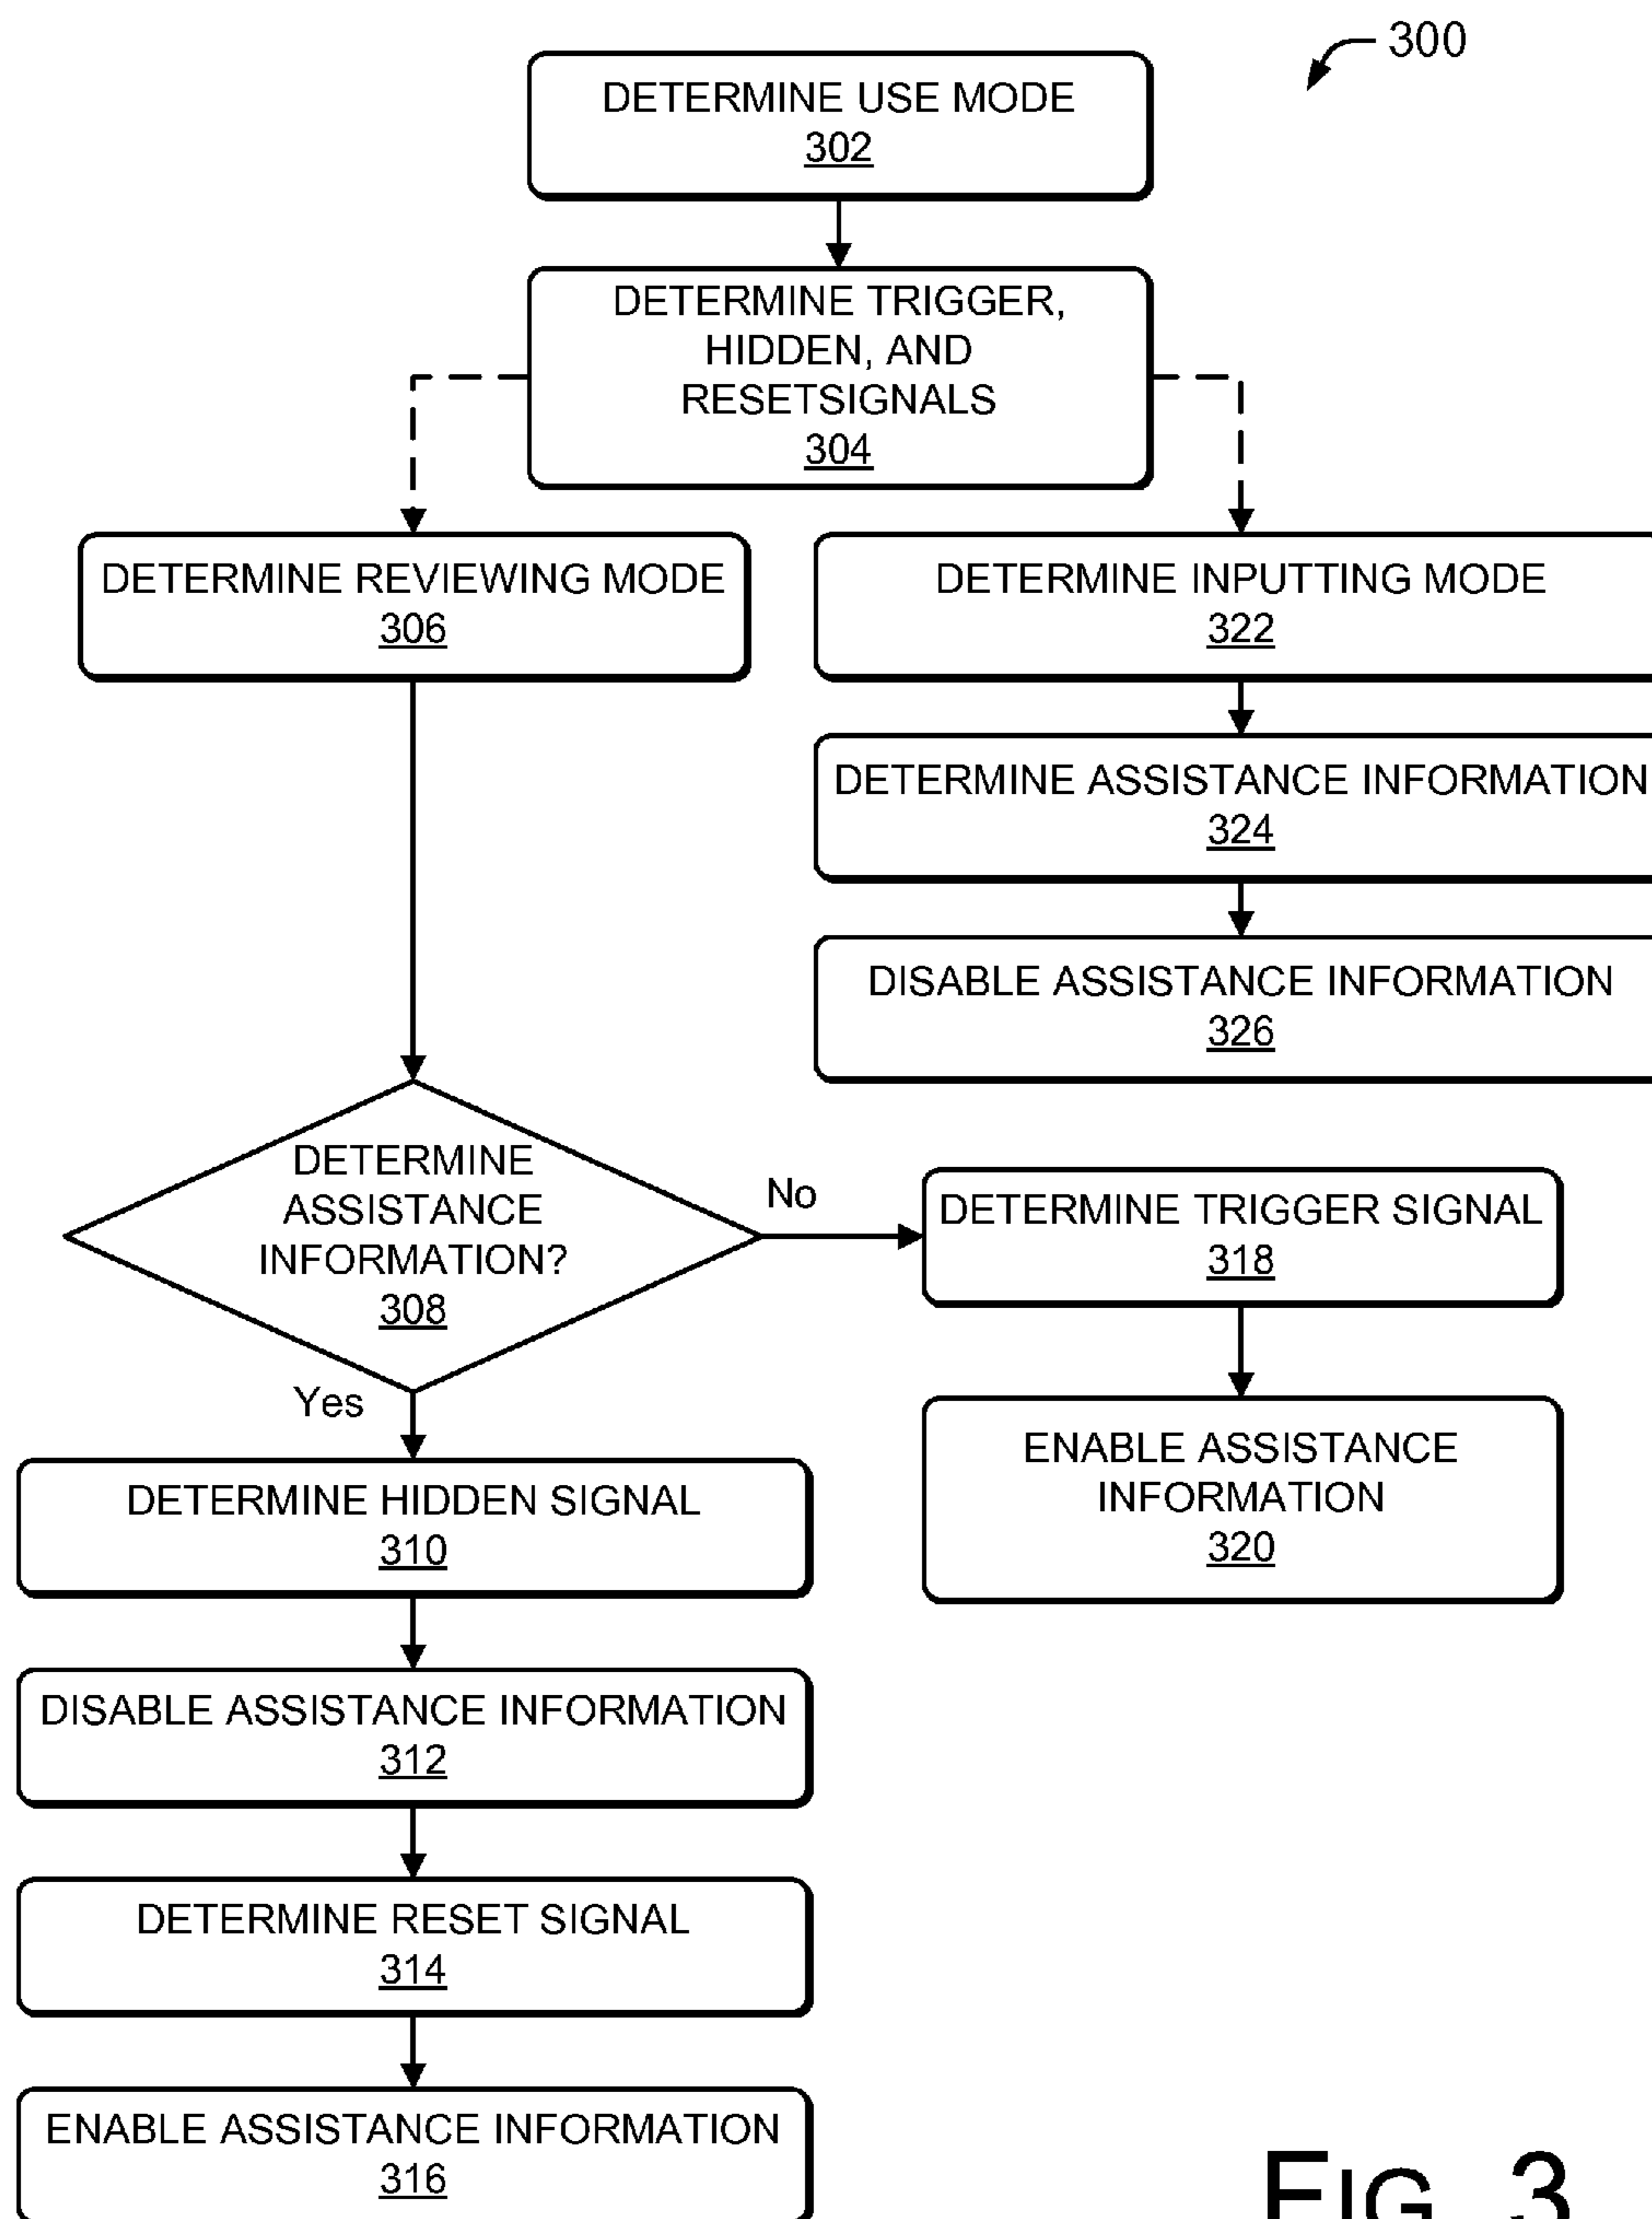 300
DETERMINE USE MODE
302
DETERMINE TRIGGER,
HIDDEN, AND
RESETSIGNALS
304
DETERMINE REVIEWING MODE
306
DETERMINE INPUTTING MODE
322
DETERMINE ASSISTANCE INFORMATION
324
DISABLE ASSISTANCE INFORMATION
326
DETERMINE
ASSISTANCE
INFORMATION?
308
No
DETERMINE TRIGGER SIGNAL
318
ENABLE ASSISTANCE
INFORMATION
320
Yes
DETERMINE HIDDEN SIGNAL
310
DISABLE ASSISTANCE INFORMATION
312
DETERMINE RESET SIGNAL
314
ENABLE ASSISTANCE INFORMATION
316
FIG. 3